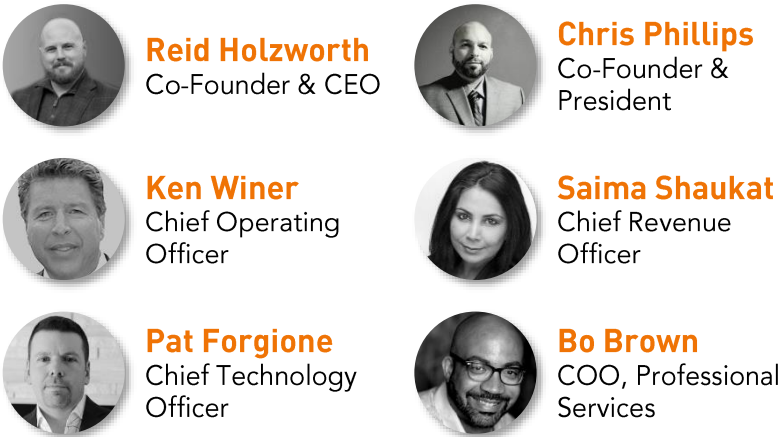 Reid Holzworth
Co-Founder & CEO
Chris Phillips
Co-Founder &
President
Ken Winer
Chief Operating
Officer
Saima Shaukat
Chief Revenue
Officer
Pat Forgione
Chief Technology
Officer
Bo Brown
COO, Professional
Services